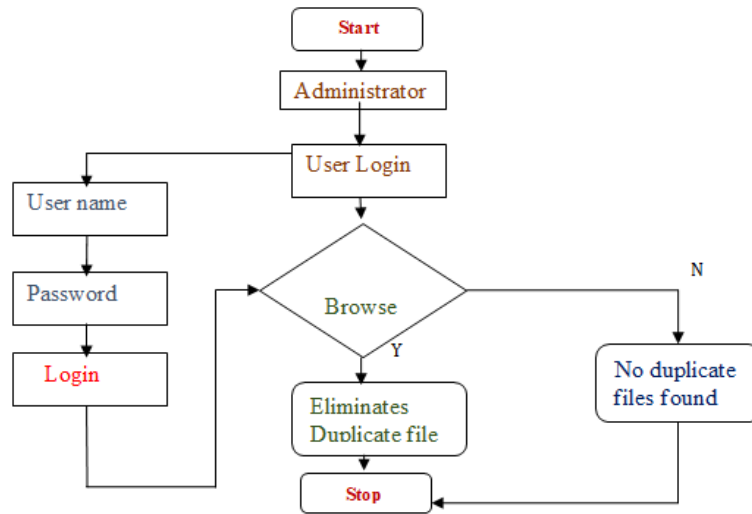 Start
Administrator
User Login
User name
Password
Login
Browse
N
Y
No duplicate
files found
Eliminates
Duplicate file
Stop